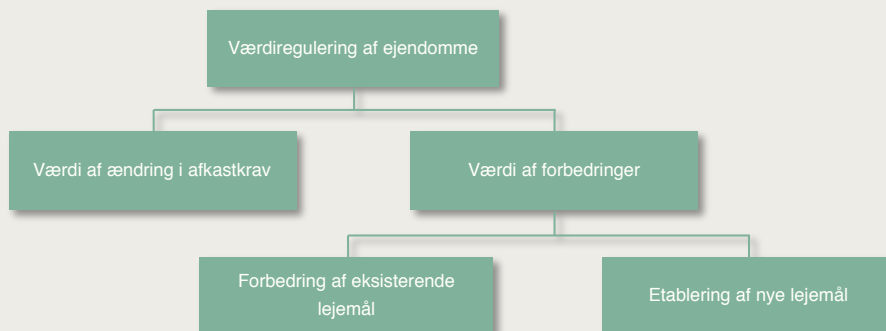 Værdiregulering af ejendomme
Værdi af ændring i afkastkrav
Værdi af forbedringer
Forbedring af eksisterende
lejemål
Etablering af nye lejemål